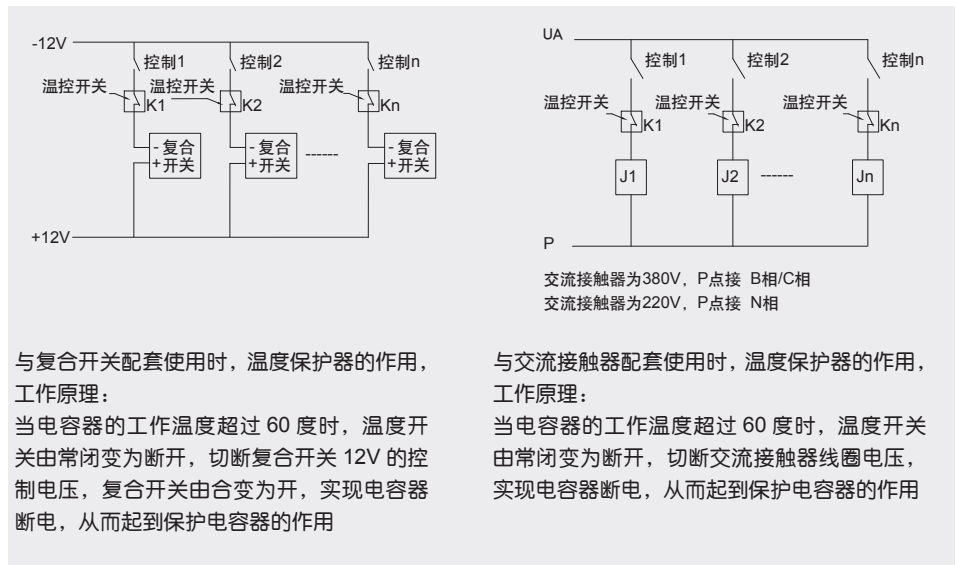 -12V
控制1
控制2
控制n
温控开关
温控开关
温控开关
K1
K2
Kn
- 复合
+开关
- 复合
+开关
------
- 复合
+开关
+12V
UA
控制1
控制2
控制n
温控开关
温控开关
温控开关
K1
K2
Kn
J1
J2
------
Jn
P
交流接触器为380V，P点接 B相/C相
交流接触器为220V，P点接 N相
与复合开关配套使用时，温度保护器的作用，
工作原理：
当电容器的工作温度超过 60 度时，温度开
关由常闭变为断开，切断复合开关 12V 的控
制电压，复合开关由合变为开，实现电容器
断电，从而起到保护电容器的作用
与交流接触器配套使用时，温度保护器的作用，
工作原理：
当电容器的工作温度超过 60 度时，温度开关
由常闭变为断开，切断交流接触器线圈电压，
实现电容器断电，从而起到保护电容器的作用